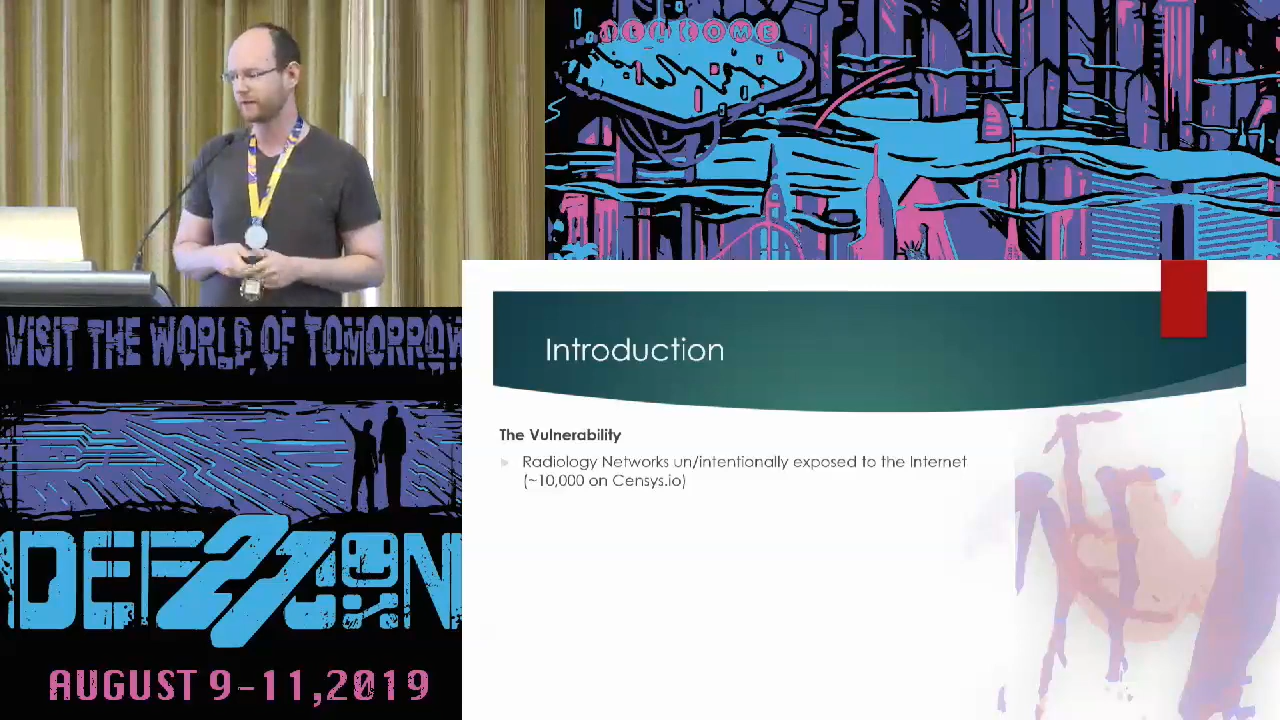 WELCOME
Introduction
The Vulnerability
Radiology Networks un/intentionally exposed to the Internet
(~10,000 on Censys.io)
VISIT THE WORLD OF TOMORROW
DEF 27 CON
AUGUST 9-11,2019